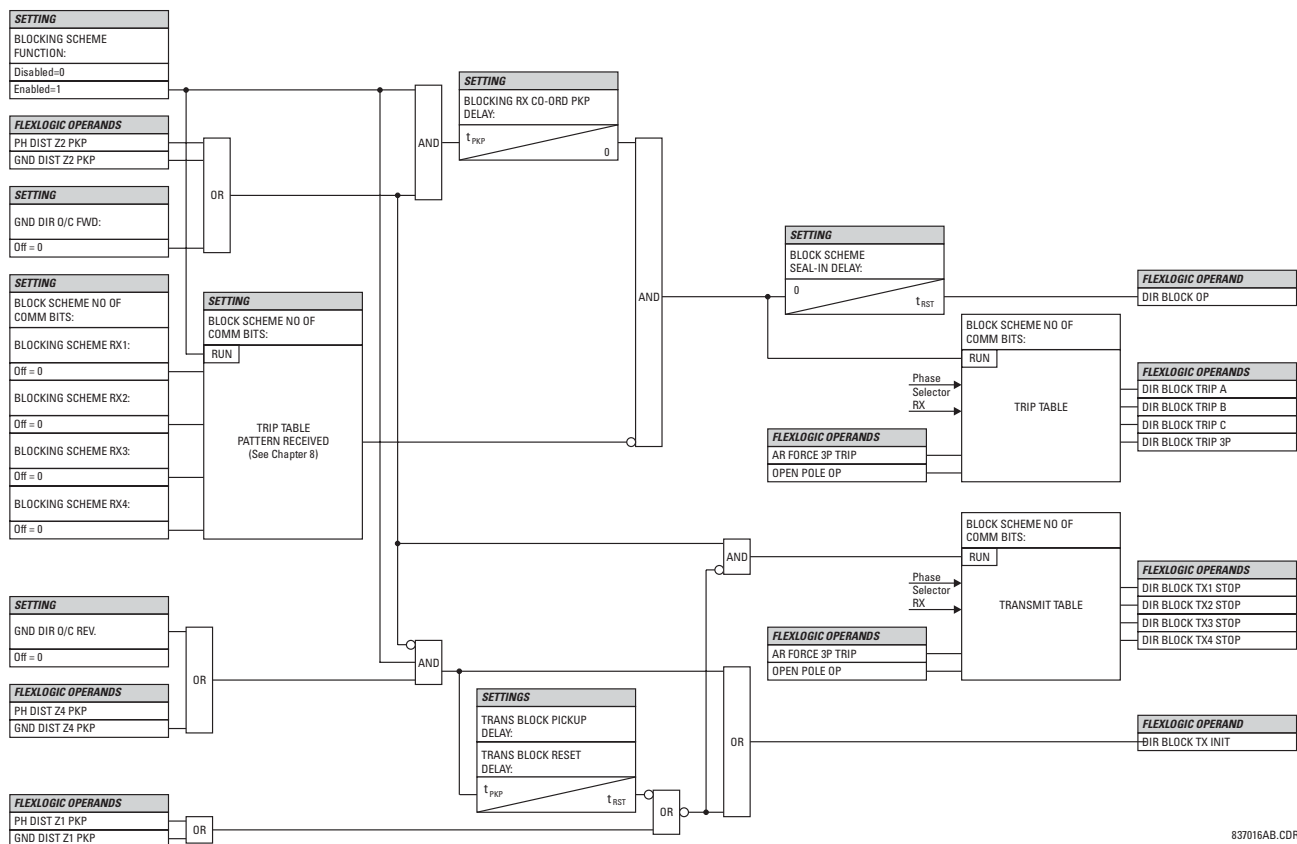 SETTING
BLOCKING SCHEME
FUNCTION:
Disabled=0
Enabled=1
FLEXLOGIC OPERANDS
PH DIST Z2 PKP
GND DIST Z2 PKP
SETTING
GND DIR O/C FWD:
Off = 0
SETTING
BLOCK SCHEME NO OF
COMM BITS:
BLOCKING SCHEME RX1:
Off = 0
BLOCKING SCHEME RX2:
Off = 0
BLOCKING SCHEME RX3:
Off = 0
BLOCKING SCHEME RX4:
Off = 0
SETTING
GND DIR O/C REV.
Off = 0
FLEXLOGIC OPERANDS
PH DIST Z4 PKP
GND DIST Z4 PKP
FLEXLOGIC OPERANDS
PH DIST Z1 PKP
GND DIST Z1 PKP
OR
SETTING
BLOCK SCHEME NO OF
COMM BITS:
RUN
TRIP TABLE
PATTERN RECEIVED
(See Chapter 8)
OR
OR
AND
SETTING
BLOCKING RX CO-ORD PKP
DELAY:
tPKP
0
AND
AND
SETTINGS
TRANS BLOCK PICKUP
DELAY:
TRANS BLOCK RESET
DELAY:
tPKP
tRST
OR
AND
OR
SETTING
BLOCK SCHEME
SEAL-IN DELAY:
0
tRST
FLEXLOGIC OPERAND
DIR BLOCK OP
BLOCK SCHEME NO OF
COMM BITS:
RUN
Phase
Selector
RX
TRIP TABLE
FLEXLOGIC OPERANDS
AR FORCE 3P TRIP
OPEN POLE OP
FLEXLOGIC OPERANDS
DIR BLOCK TRIP A
DIR BLOCK TRIP B
DIR BLOCK TRIP C
DIR BLOCK TRIP 3P
BLOCK SCHEME NO OF
COMM BITS:
RUN
Phase
Selector
RX
TRANSMIT TABLE
FLEXLOGIC OPERANDS
AR FORCE 3P TRIP
OPEN POLE OP
FLEXLOGIC OPERANDS
DIR BLOCK TX1 STOP
DIR BLOCK TX2 STOP
DIR BLOCK TX3 STOP
DIR BLOCK TX4 STOP
FLEXLOGIC OPERAND
DIR BLOCK TX INIT
837016AB.CDR